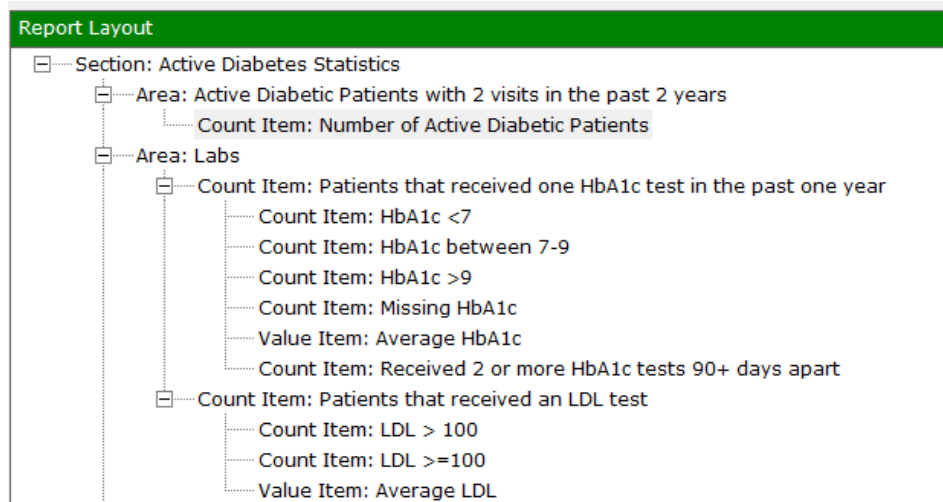 Report Layout
Section: Active Diabetes Statistics
Area: Active Diabetic Patients with 2 visits in the past 2 years
Count Item: Number of Active Diabetic Patients
Area: Labs
Count Item: Patients that received one HbA1c test in the past one year
Count Item: HbA1c <7
Count Item: HbA1c between 7-9
Count Item: HbA1c >9
Count Item: Missing HbA1c
Value Item: Average HbA1c
Count Item: Received 2 or more HbA1c tests 90+ days apart
Count Item: Patients that received an LDL test
Count Item: LDL > 100
Count Item: LDL >=100
Value Item: Average LDL